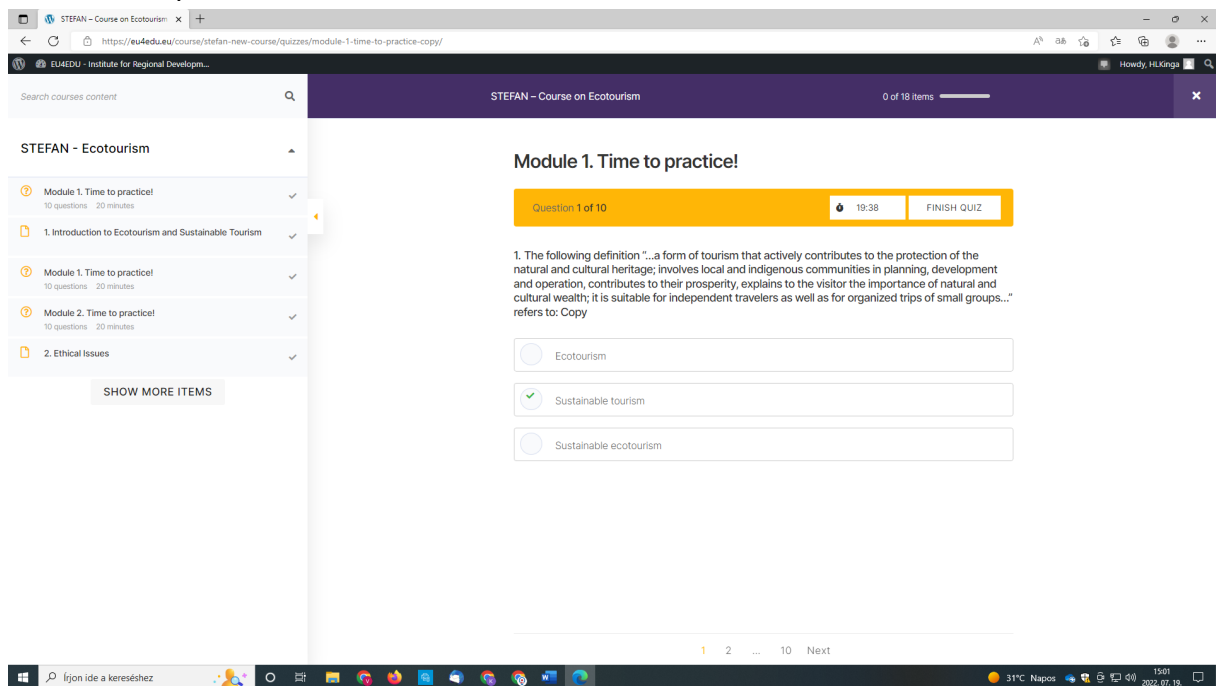 STEFAN – Course on Ecotourism
https://eu4edu.eu/course/stefan-new-course/quizzes/module-1-time-to-practice-copy/
EU4EDU - Institute for Regional Developm...
Howdy, HLKinga
Search courses content
STEFAN – Course on Ecotourism
0 of 18 items
STEFAN - Ecotourism
Module 1. Time to practice!
10 questions 20 minutes
1. Introduction to Ecotourism and Sustainable Tourism
Module 1. Time to practice!
10 questions 20 minutes
Module 2. Time to practice!
10 questions 20 minutes
2. Ethical Issues
SHOW MORE ITEMS
Module 1. Time to practice!
Question 1 of 10
19:38
FINISH QUIZ
1. The following definition “...a form of tourism that actively contributes to the protection of the
natural and cultural heritage; involves local and indigenous communities in planning, development
and operation, contributes to their prosperity, explains to the visitor the importance of natural and
cultural wealth; it is suitable for independent travelers as well as for organized trips of small groups...”
refers to: Copy
Ecotourism
Sustainable tourism
Sustainable ecotourism
1 2 ... 10 Next
Írjon ide a kereséshez
31°C Napos
15:01
2022. 07. 19.